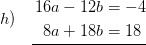 h) 16a − 12b = −4
8a + 18b = 18